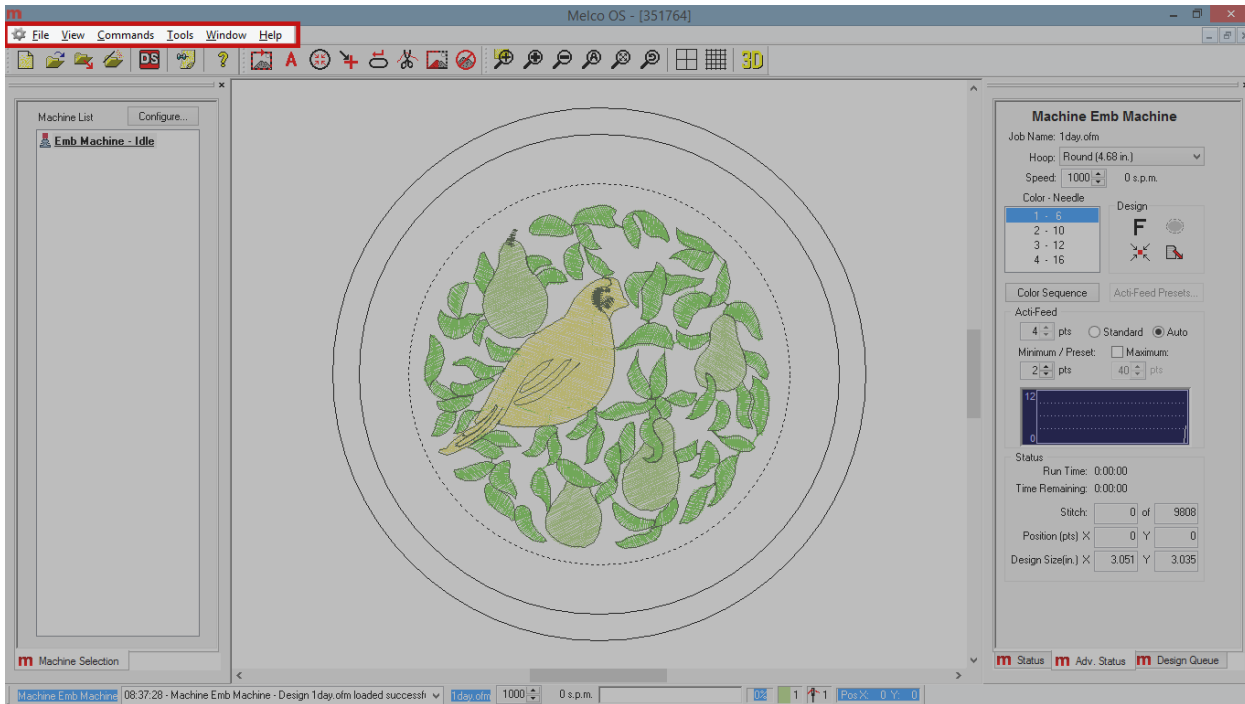 m
Melco OS - [351764]
File View Commands Tools Window Help
DS A 3D
Machine List Configure...
Emb Machine - Idle
m Machine Selection
Machine Emb Machine
Job Name: 1day.ofm
Hoop: Round (4.68 in.)
Speed: 1000 0 s.p.m.
Color - Needle
1 - 6
2 - 10
3 - 12
4 - 16
Design
F
Color Sequence Acti-Feed Presets...
Acti-Feed
4 pts Standard Auto
Minimum / Preset: Maximum:
2 pts 40 pts
12
0
Status
Run Time: 0:00:00
Time Remaining: 0:00:00
Stitch: 0 of 9808
Position (pts) X 0 Y 0
Design Size(in.) X 3.051 Y 3.035
m Status m Adv. Status m Design Queue
Machine Emb Machine 08:37:28 - Machine Emb Machine - Design 1day.ofm loaded successf 1day.ofm 1000 0 s.p.m. 0% 1 1 Pos X: 0 Y: 0